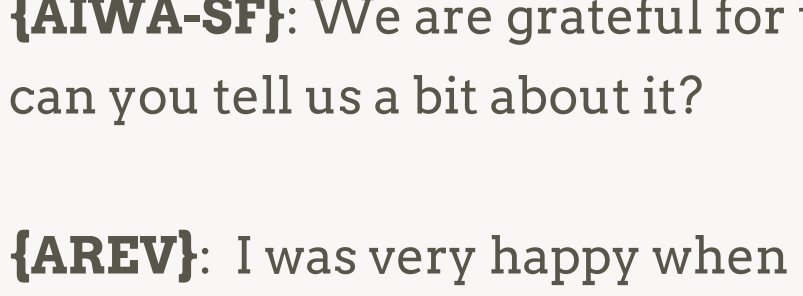 {AIWA-SF}: We are grateful for
can you tell us a bit about it?
{AREV}: I was very happy when